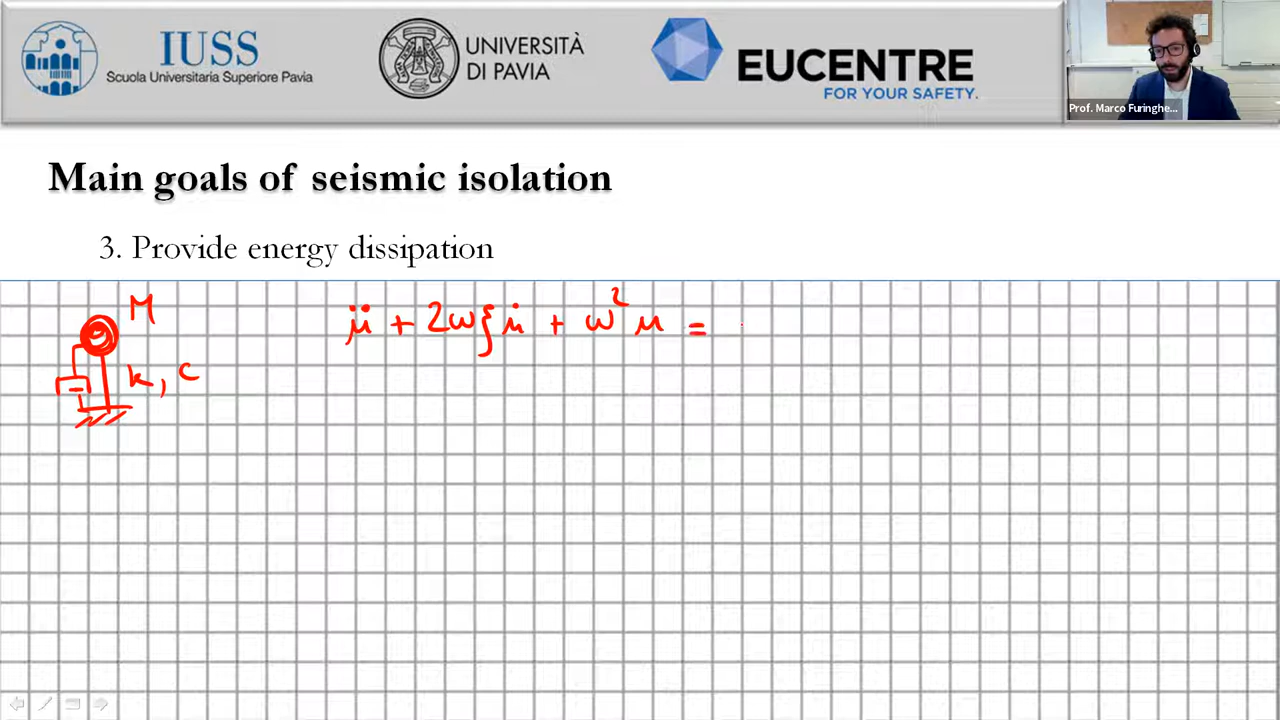 IUSS
Scuola Universitaria Superiore Pavia
UNIVERSITÀ
DI PAVIA
EUCENTRE
FOR YOUR SAFETY.
Prof. Marco Furinghe...
Main goals of seismic isolation
3. Provide energy dissipation
M
k, c
ü + 2ωξu̇ + ω²u =